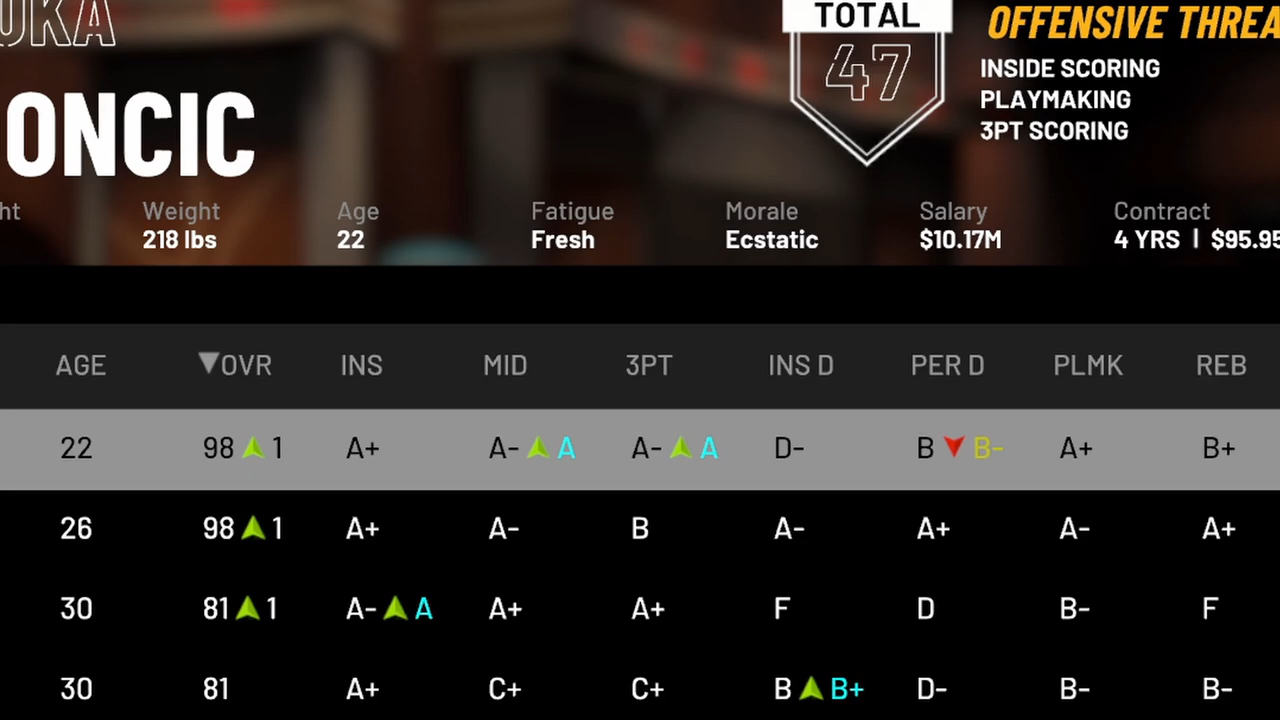 UKA
ONCIC
TOTAL
47
OFFENSIVE THREA
INSIDE SCORING
PLAYMAKING
3PT SCORING
ht Weight Age Fatigue Morale Salary Contract
218 lbs 22 Fresh Ecstatic $10.17M 4 YRS | $95.95
AGE ▼OVR INS MID 3PT INS D PER D PLMK REB
22 98 ▲ 1 A+ A- ▲ A A- ▲ A D- B ▼ B- A+ B+
26 98 ▲ 1 A+ A- B A- A+ A- A+
30 81 ▲ 1 A- ▲ A A+ A+ F D B- F
30 81 A+ C+ C+ B ▲ B+ D- B- B-